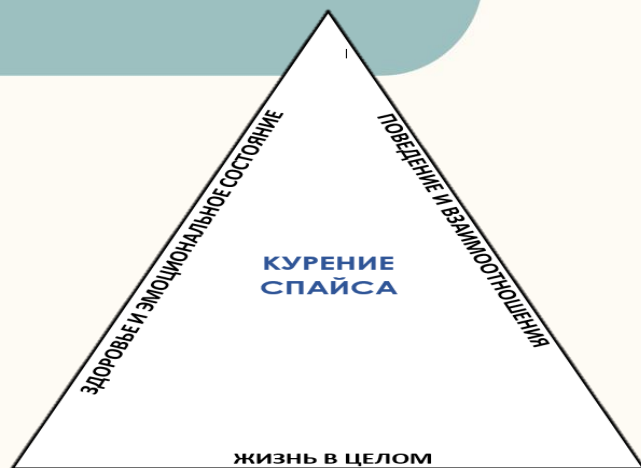 ЗДОРОВЬЕ И ЭМОЦИОНАЛЬНОЕ СОСТОЯНИЕ
ПОВЕДЕНИЕ И ВЗАИМООТНОШЕНИЯ
КУРЕНИЕ
СПАЙСА
ЖИЗНЬ В ЦЕЛОМ